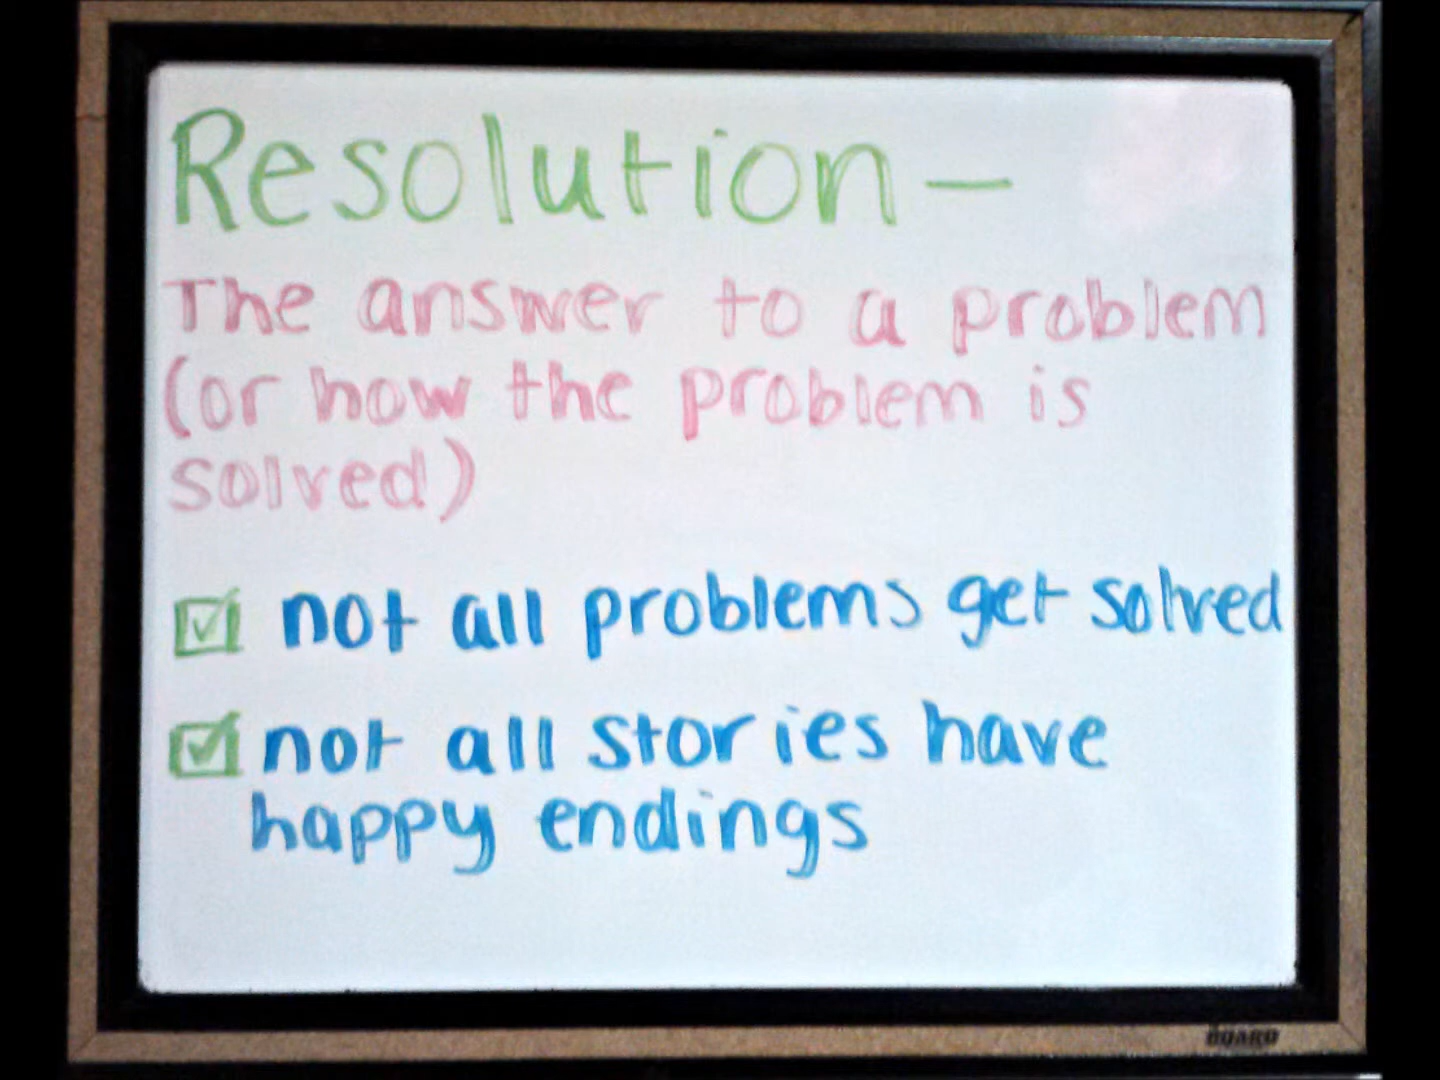 Resolution —
The answer to a problem
(or how the problem is
solved)
☑ not all problems get solved
☑ not all stories have
happy endings
BOARD